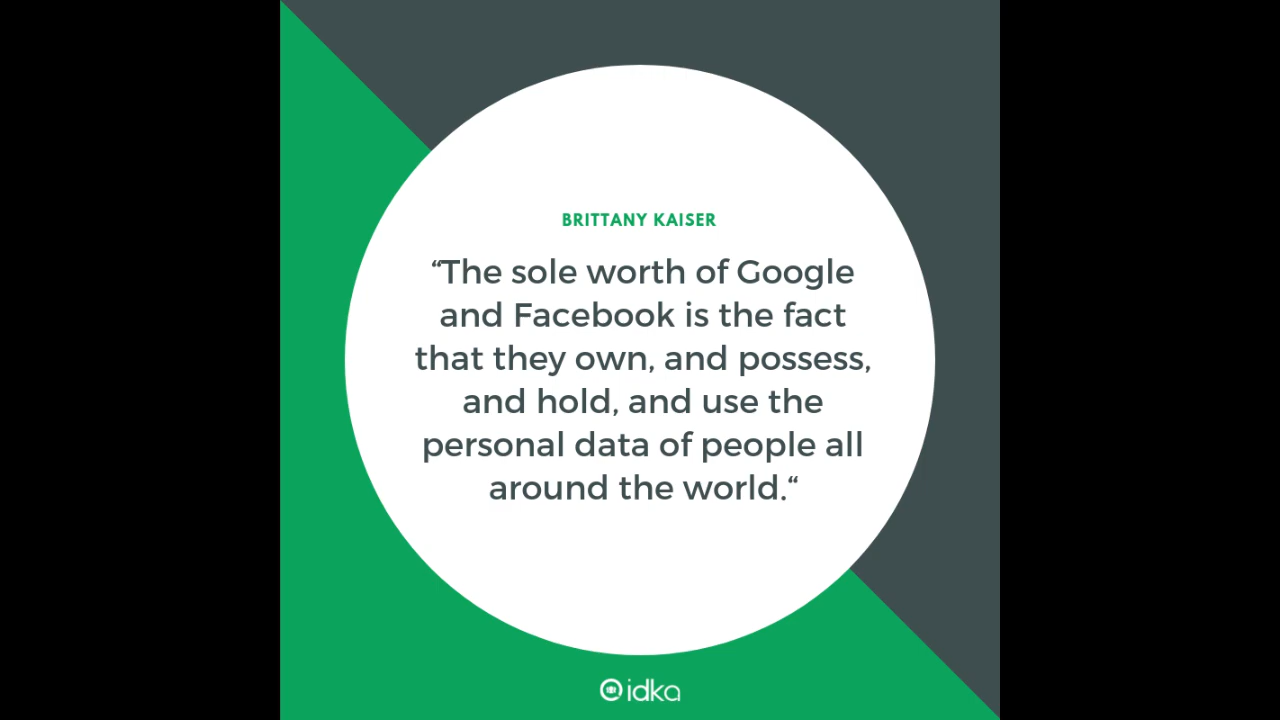 BRITTANY KAISER
“The sole worth of Google
and Facebook is the fact
that they own, and possess,
and hold, and use the
personal data of people all
around the world.“
idka